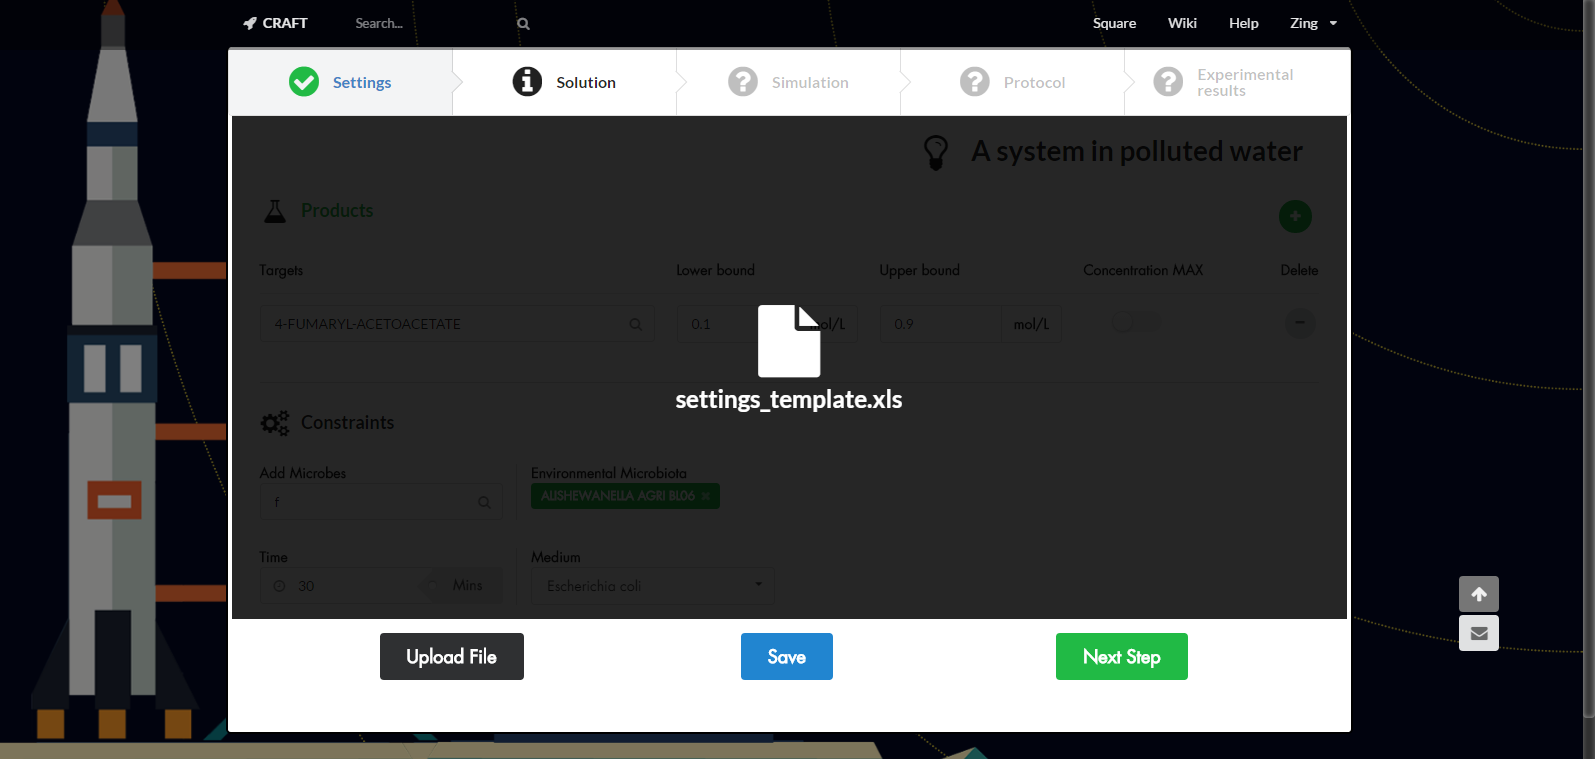 CRAFT Search... Square Wiki Help Zing
Settings Solution Simulation Protocol Experimental
results
A system in polluted water
Products
Targets Lower bound Upper bound Concentration MAX Delete
4-FUMARYL-ACETOACETATE 0.1 mol/L 0.9 mol/L
settings_template.xls
Constraints
Add Microbes Environmental Microbiota
f ALISHEWANELLA AGRI BL06
Time Medium
30 Mins Escherichia coli
Upload File Save Next Step